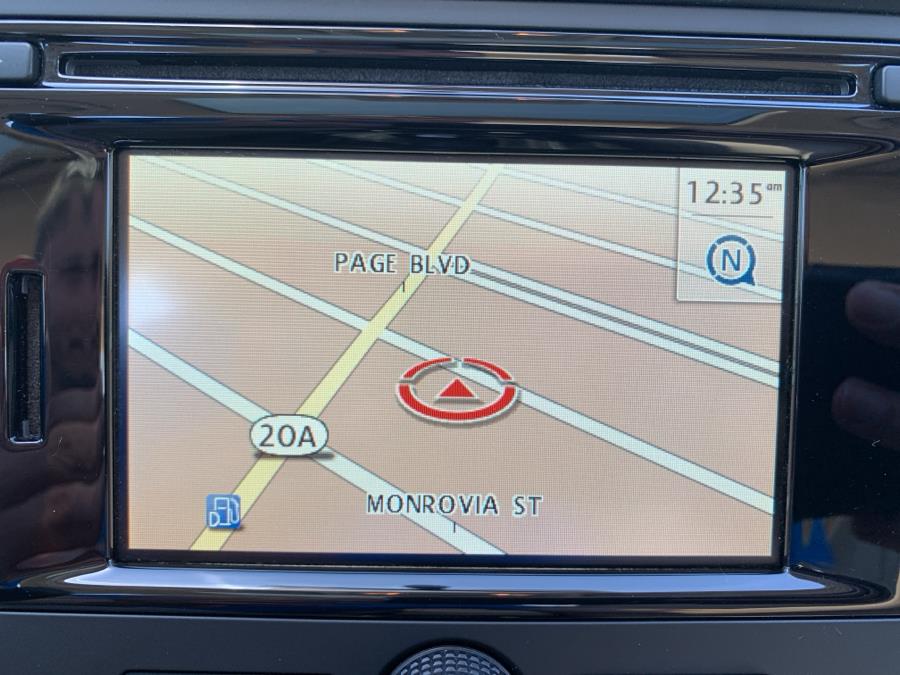 12:35am
N
PAGE BLVD
20A
MONROVIA ST
D